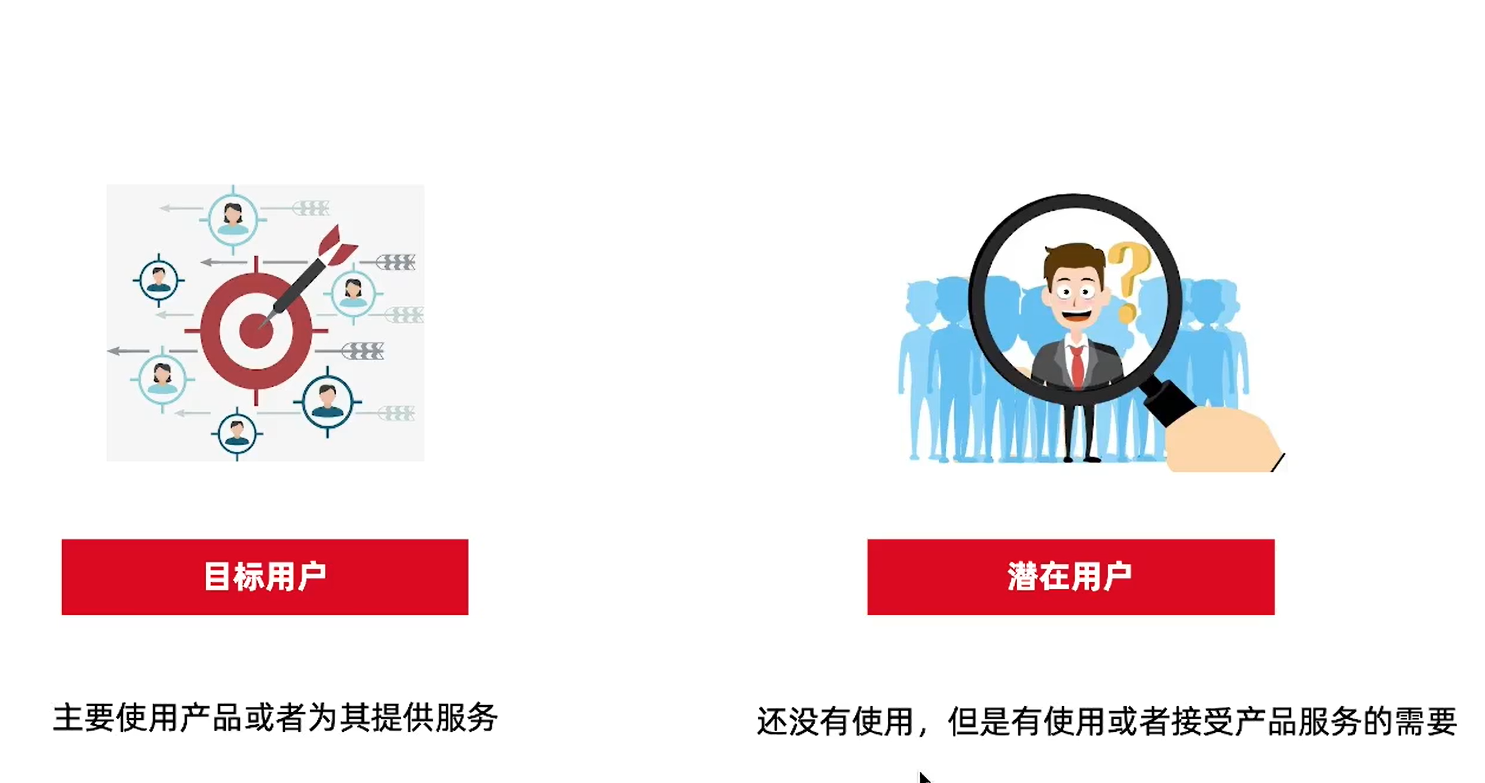 目标用户
潜在用户
主要使用产品或者为其提供服务
还没有使用，但是有使用或者接受产品服务的需要